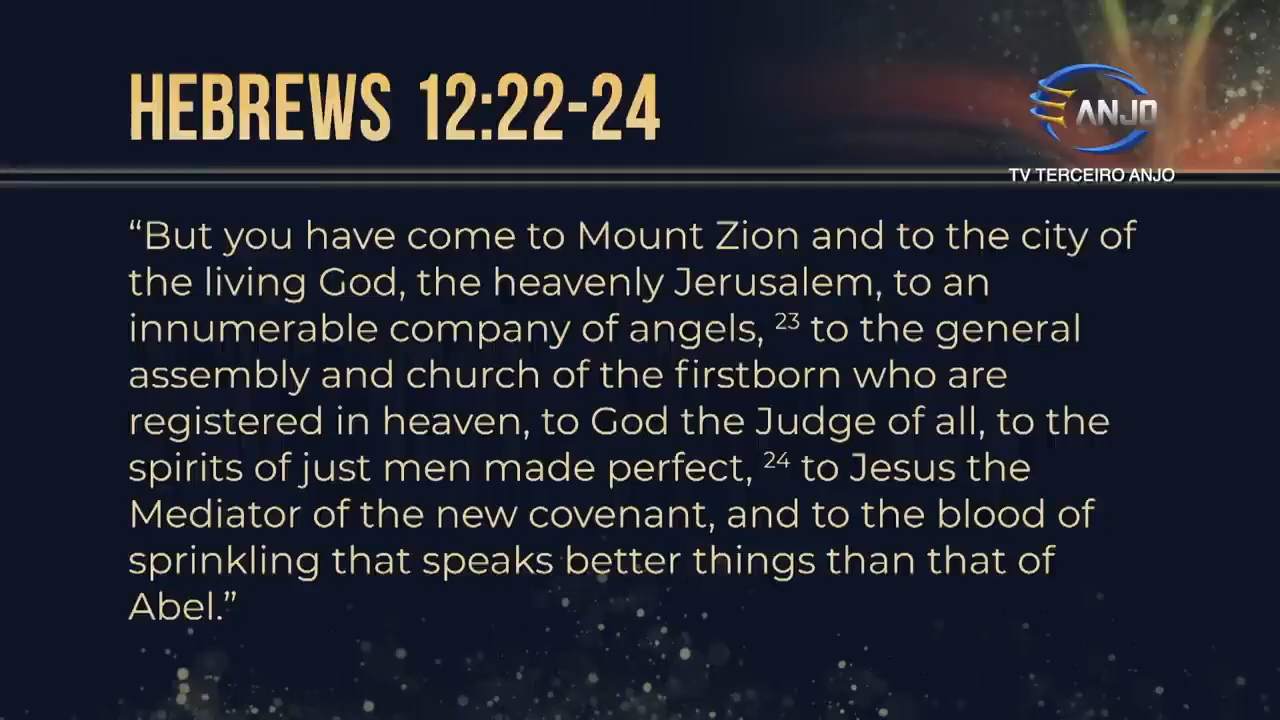 HEBREWS 12:22-24
ANJO
TV TERCEIRO ANJO
“But you have come to Mount Zion and to the city of
the living God, the heavenly Jerusalem, to an
innumerable company of angels, 23 to the general
assembly and church of the firstborn who are
registered in heaven, to God the Judge of all, to the
spirits of just men made perfect, 24 to Jesus the
Mediator of the new covenant, and to the blood of
sprinkling that speaks better things than that of
Abel.”